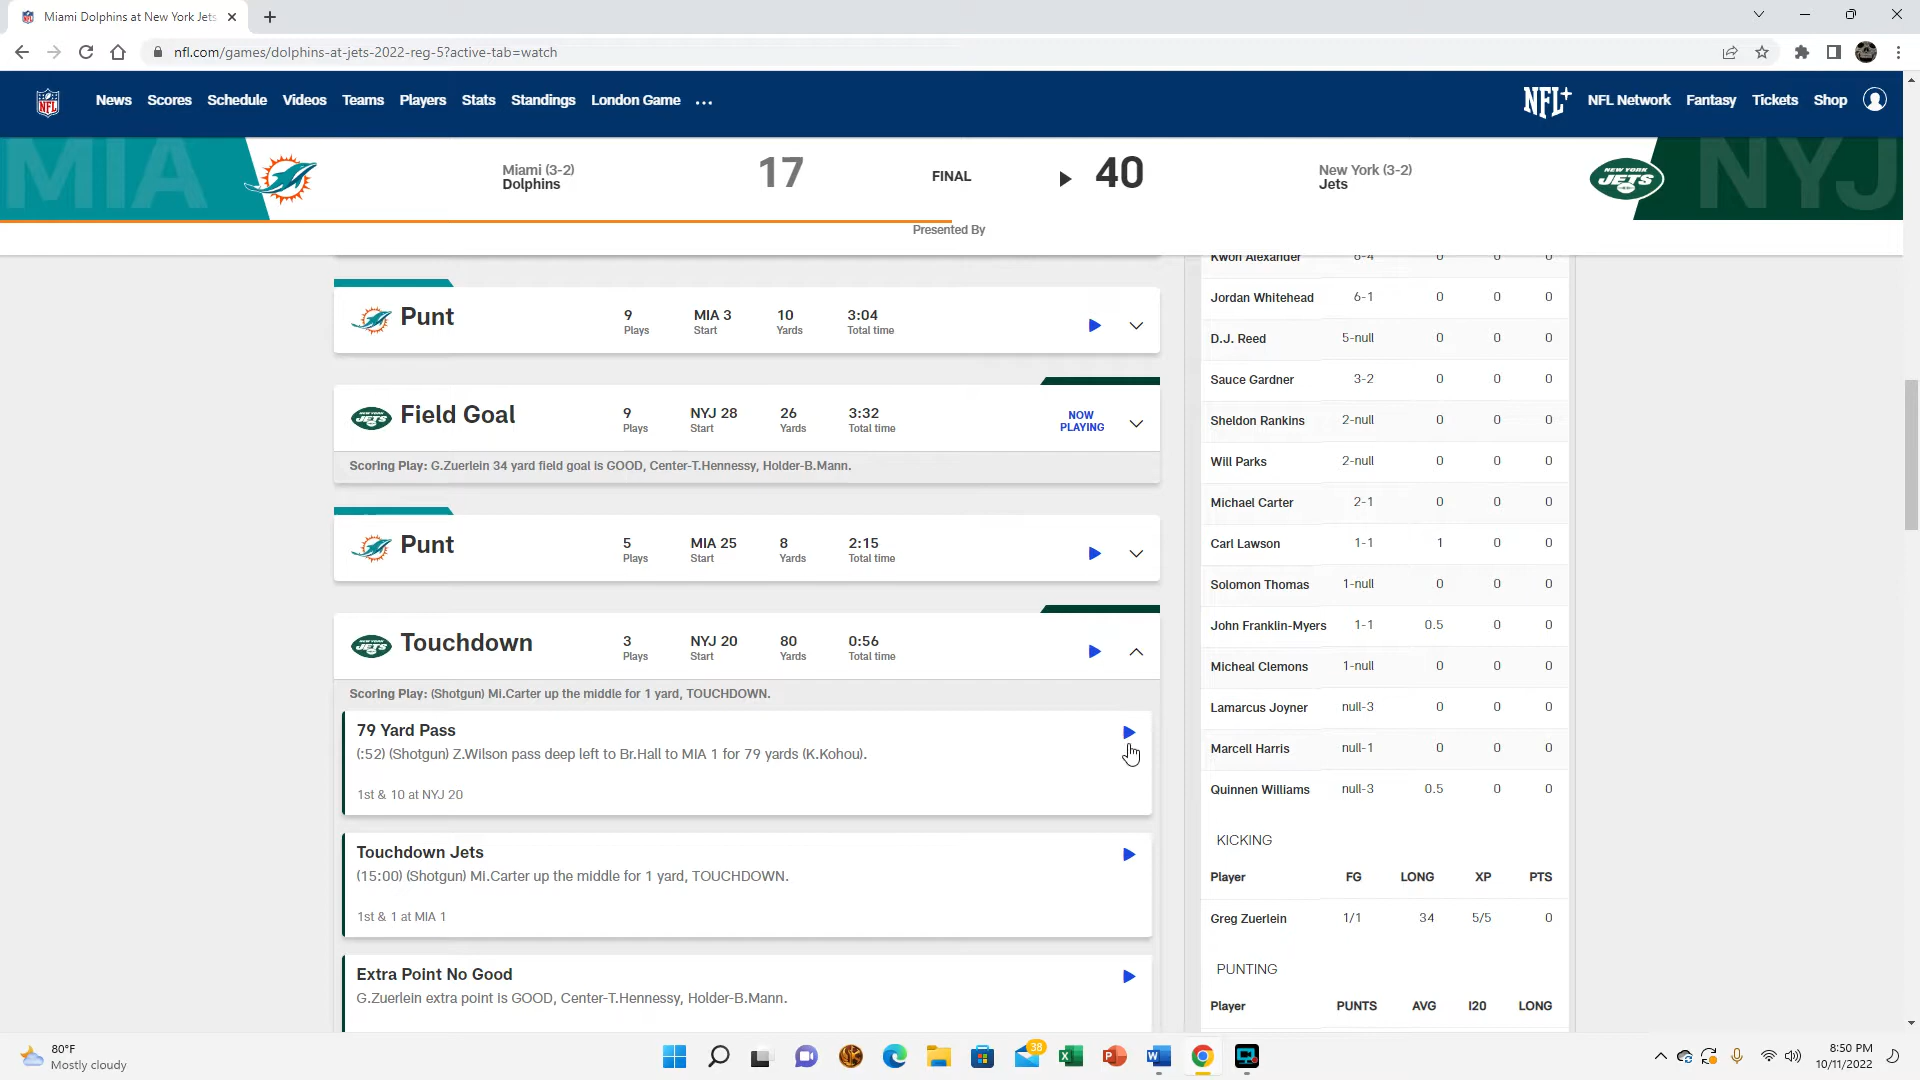 Miami Dolphins at New York Jets
nfl.com/games/dolphins-at-jets-2022-reg-5?active-tab=watch
NFL News Scores Schedule Videos Teams Players Stats Standings London Game ... NFL+ NFL Network Fantasy Tickets Shop
MIA Miami (3-2) 17 FINAL 40 New York (3-2) NEW YORK JETS NYJ
Dolphins Jets
Presented By
Punt 9 MIA 3 10 3:04
Plays Start Yards Total time
Field Goal 9 NYJ 28 26 3:32 NOW
Plays Start Yards Total time PLAYING
Scoring Play: G.Zuerlein 34 yard field goal is GOOD, Center-T.Hennessy, Holder-B.Mann.
Punt 5 MIA 25 8 2:15
Plays Start Yards Total time
Touchdown 3 NYJ 20 80 0:56
Plays Start Yards Total time
Scoring Play: (Shotgun) Mi.Carter up the middle for 1 yard, TOUCHDOWN.
79 Yard Pass
(:52) (Shotgun) Z.Wilson pass deep left to Br.Hall to MIA 1 for 79 yards (K.Kohou).
1st & 10 at NYJ 20
Touchdown Jets
(15:00) (Shotgun) Mi.Carter up the middle for 1 yard, TOUCHDOWN.
1st & 1 at MIA 1
Extra Point No Good
G.Zuerlein extra point is GOOD, Center-T.Hennessy, Holder-B.Mann.
Kwon Alexander 6-4 0 0 0
Jordan Whitehead 6-1 0 0 0
D.J. Reed 5-null 0 0 0
Sauce Gardner 3-2 0 0 0
Sheldon Rankins 2-null 0 0 0
Will Parks 2-null 0 0 0
Michael Carter 2-1 0 0 0
Carl Lawson 1-1 1 0 0
Solomon Thomas 1-null 0 0 0
John Franklin-Myers 1-1 0.5 0 0
Micheal Clemons 1-null 0 0 0
Lamarcus Joyner null-3 0 0 0
Marcell Harris null-1 0 0 0
Quinnen Williams null-3 0.5 0 0
KICKING
Player FG LONG XP PTS
Greg Zuerlein 1/1 34 5/5 0
PUNTING
Player PUNTS AVG I20 LONG
80°F
Mostly cloudy
38
8:50 PM
10/11/2022